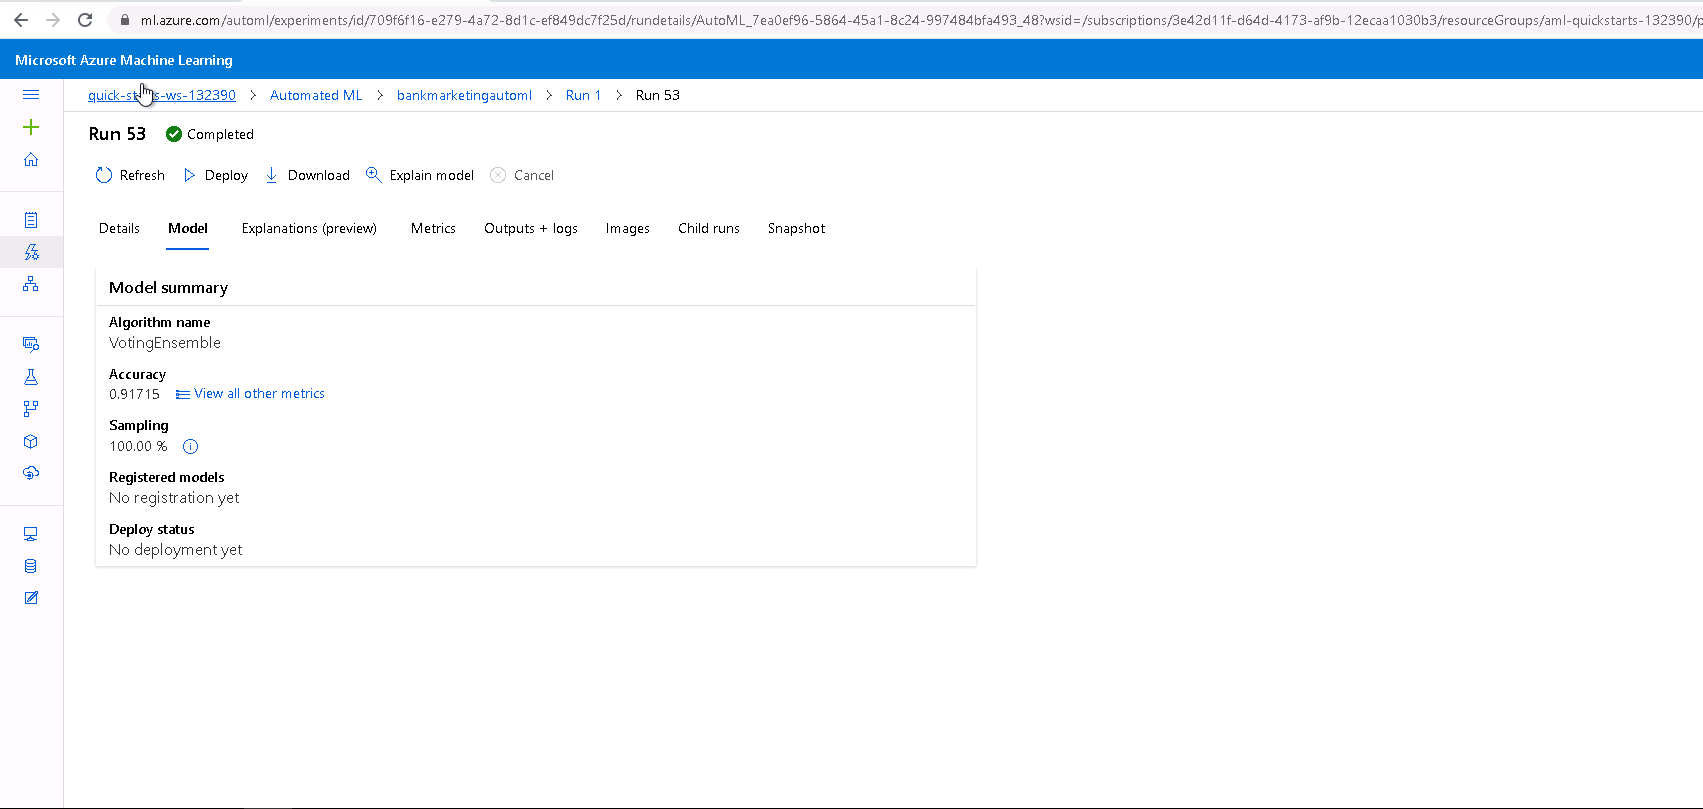 ml.azure.com/automl/experiments/id/709f6f16-e279-4a72-8d1c-ef849dc7f25d/rundetails/AutoML_7ea0ef96-5864-45a1-8c24-997484bfa493_48?wsid=/subscriptions/3e42d11f-d64d-4173-af9b-12ecaa1030b3/resourceGroups/aml-quickstarts-132390/p
Microsoft Azure Machine Learning
quick-starts-ws-132390 > Automated ML > bankmarketingautoml > Run 1 > Run 53
Run 53 Completed
Refresh Deploy Download Explain model Cancel
Details Model Explanations (preview) Metrics Outputs + logs Images Child runs Snapshot
Model summary
Algorithm name
VotingEnsemble
Accuracy
0.91715 View all other metrics
Sampling
100.00 %
Registered models
No registration yet
Deploy status
No deployment yet